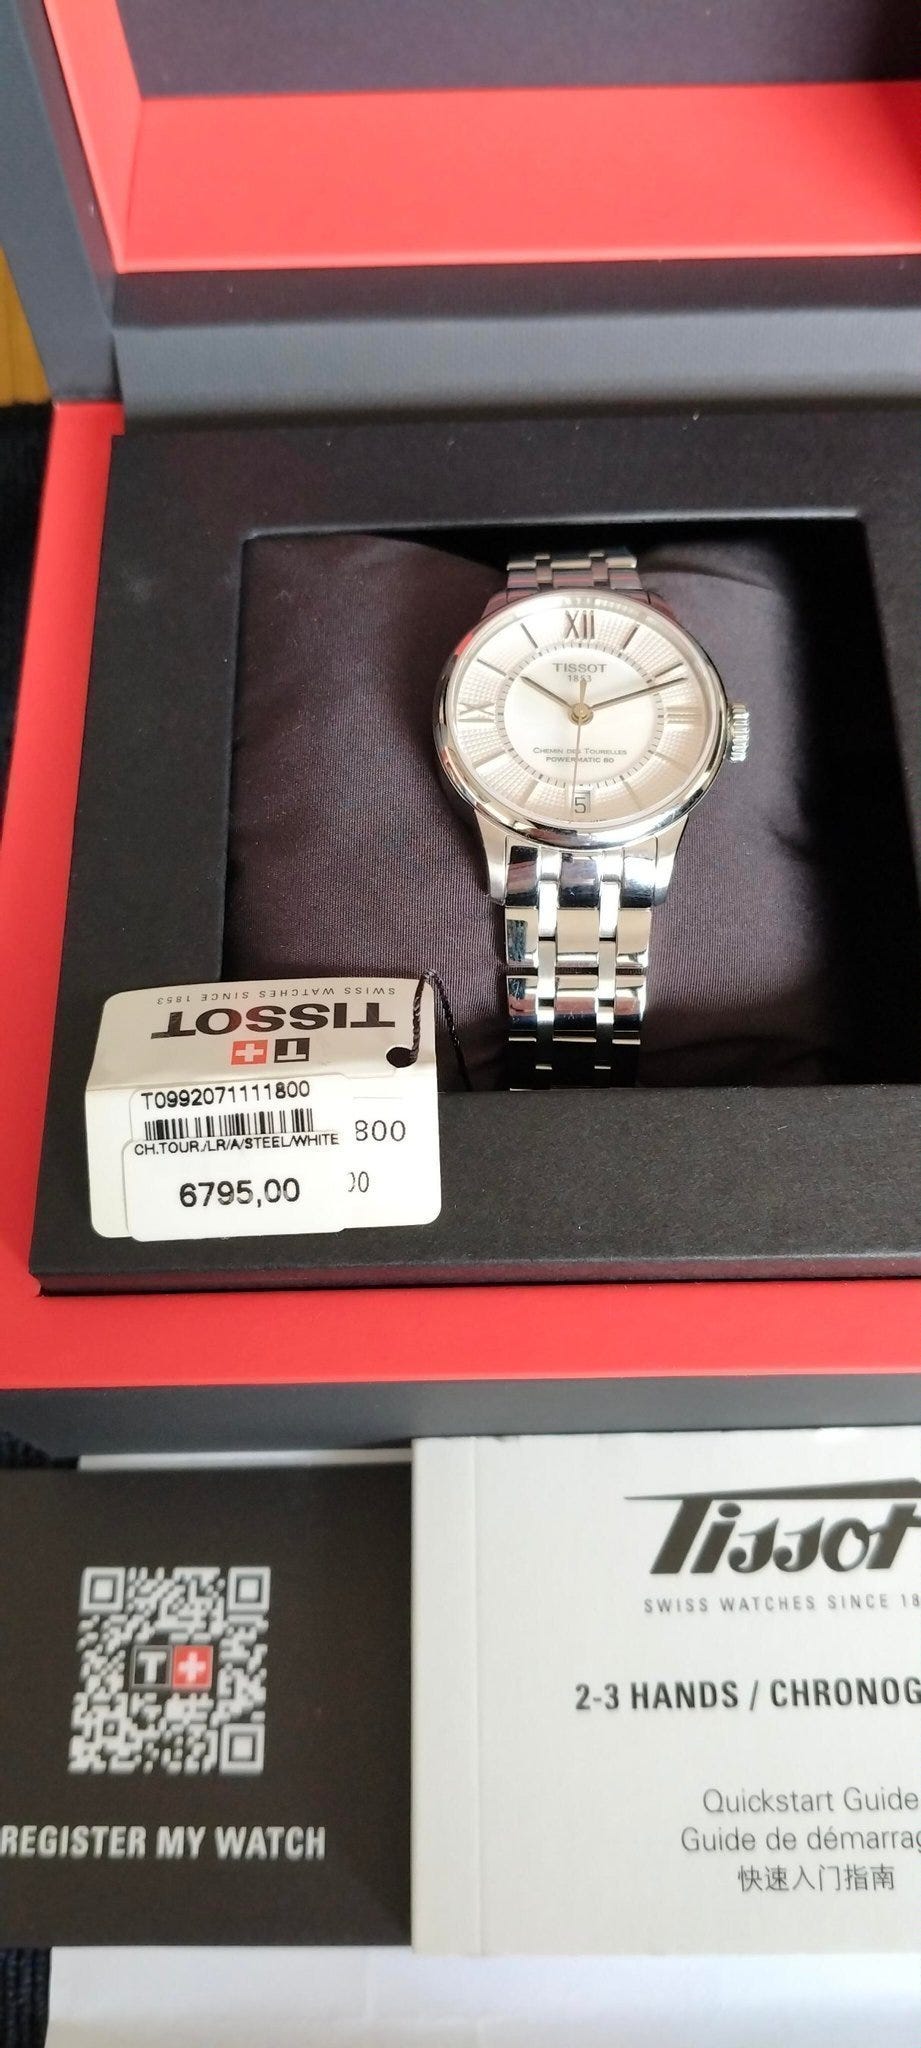 XII
TISSOT
1853
IX
CHEMIN DES TOURELLES
POWERMATIC 80
5
SWISS WATCHES SINCE 1853
TISSOT
T+
T0992071111800
CH.TOUR./LR/A/STEEL/WHITE
800
6795,00
00
T+
REGISTER MY WATCH
Tissot
SWISS WATCHES SINCE 18
2-3 HANDS / CHRONOG
Quickstart Guide
Guide de démarrag
快速入门指南